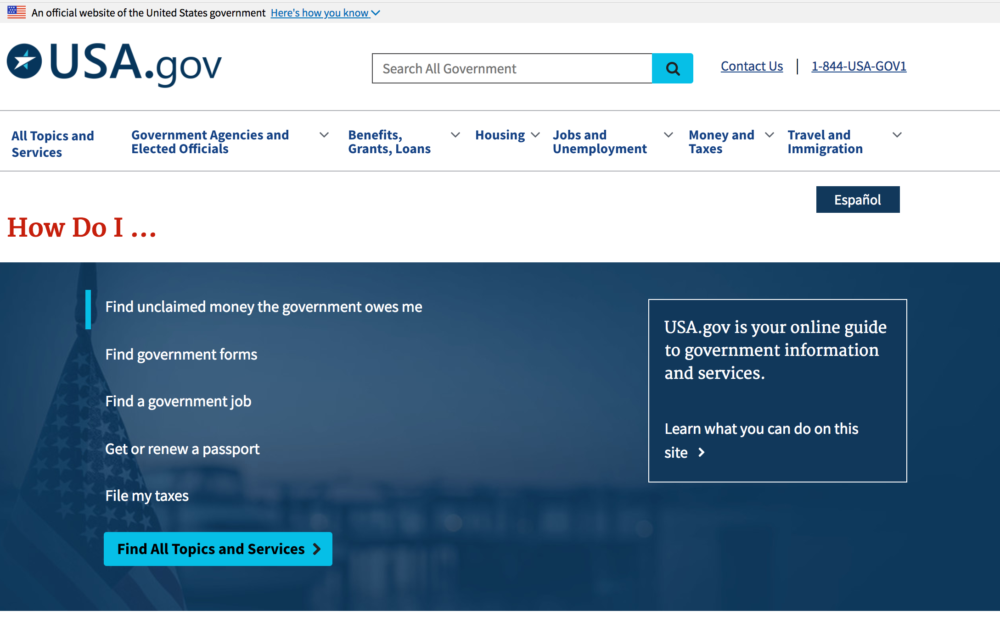 An official website of the United States government Here's how you know
USA.gov
Search All Government
Contact Us | 1-844-USA-GOV1
All Topics and
Services
Government Agencies and
Elected Officials
Benefits,
Grants, Loans
Housing
Jobs and
Unemployment
Money and
Taxes
Travel and
Immigration
Español
How Do I ...
Find unclaimed money the government owes me
Find government forms
Find a government job
Get or renew a passport
File my taxes
Find All Topics and Services
USA.gov is your online guide
to government information
and services.
Learn what you can do on this
site